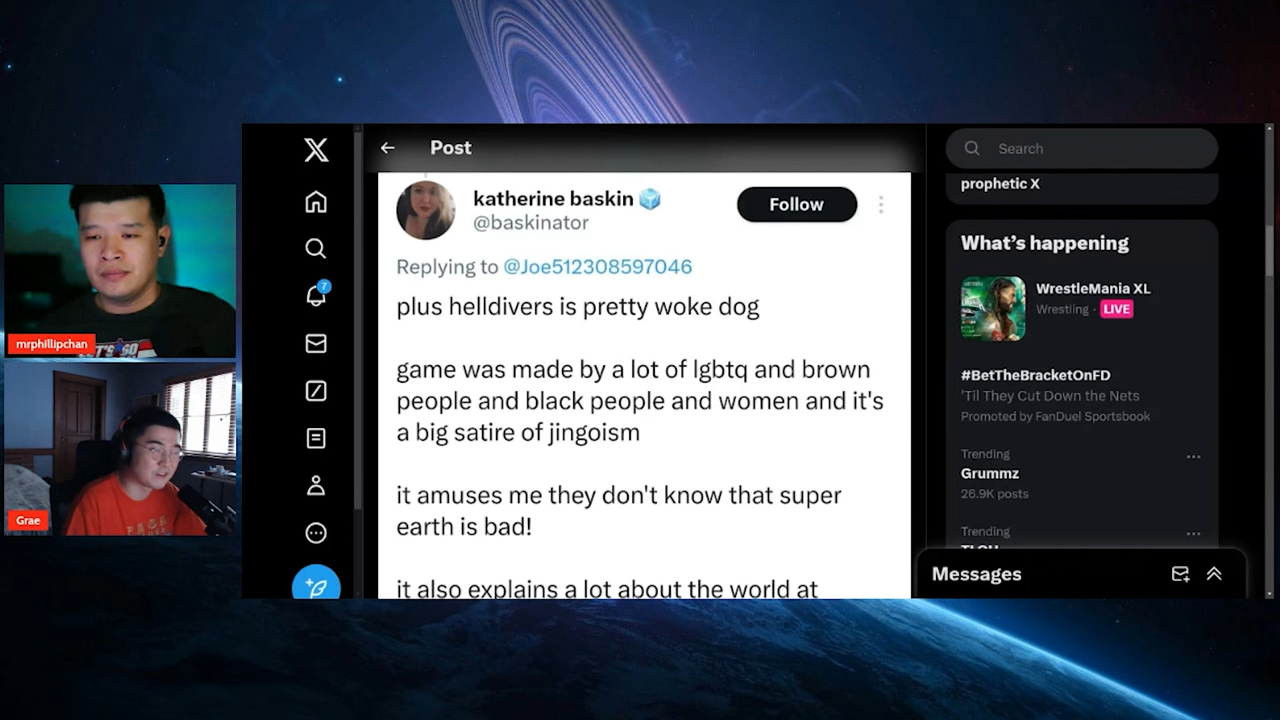 Post
Search
prophetic X
katherine baskin
@baskinator
Follow
Replying to @Joe512308597046
plus helldivers is pretty woke dog
game was made by a lot of lgbtq and brown
people and black people and women and it's
a big satire of jingoism
it amuses me they don't know that super
earth is bad!
it also explains a lot about the world at
What's happening
WrestleMania XL
Wrestling · LIVE
#BetTheBracketOnFD
'Til They Cut Down the Nets
Promoted by FanDuel Sportsbook
Trending
Grummz
26.9K posts
Trending
Messages
7
mrphillipchan
Grae